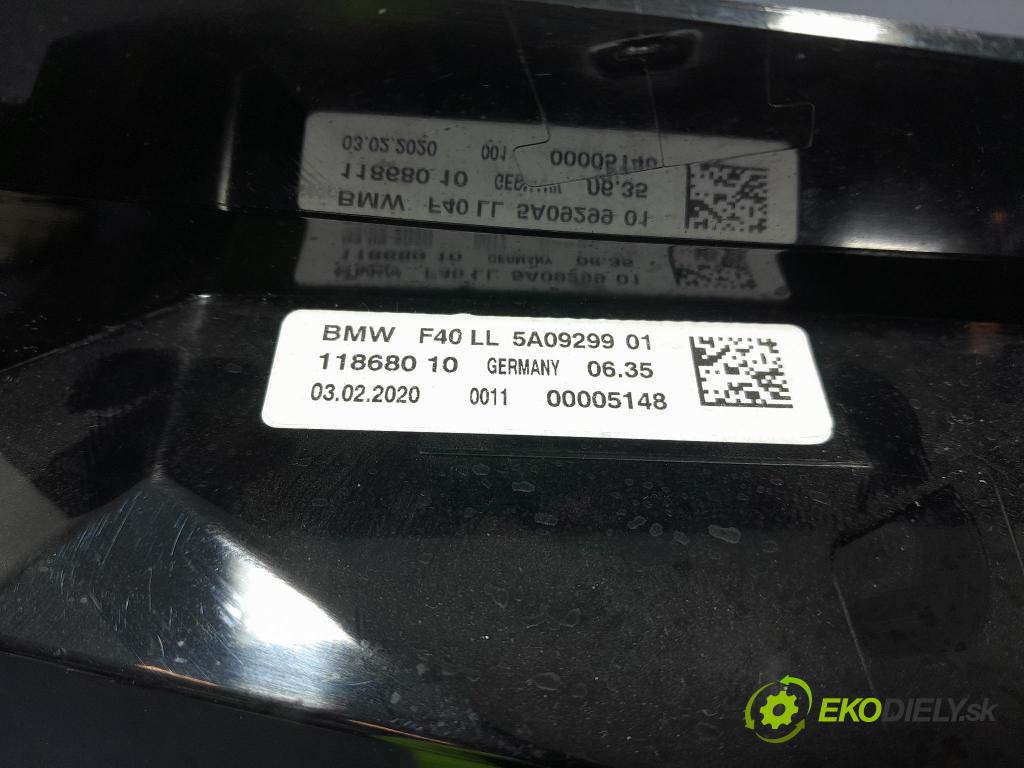 BMW F40 LL 5A09299 01
118680 10 GERMANY 06.35
03.02.2020 0011 00005148
EKODIELY.sk